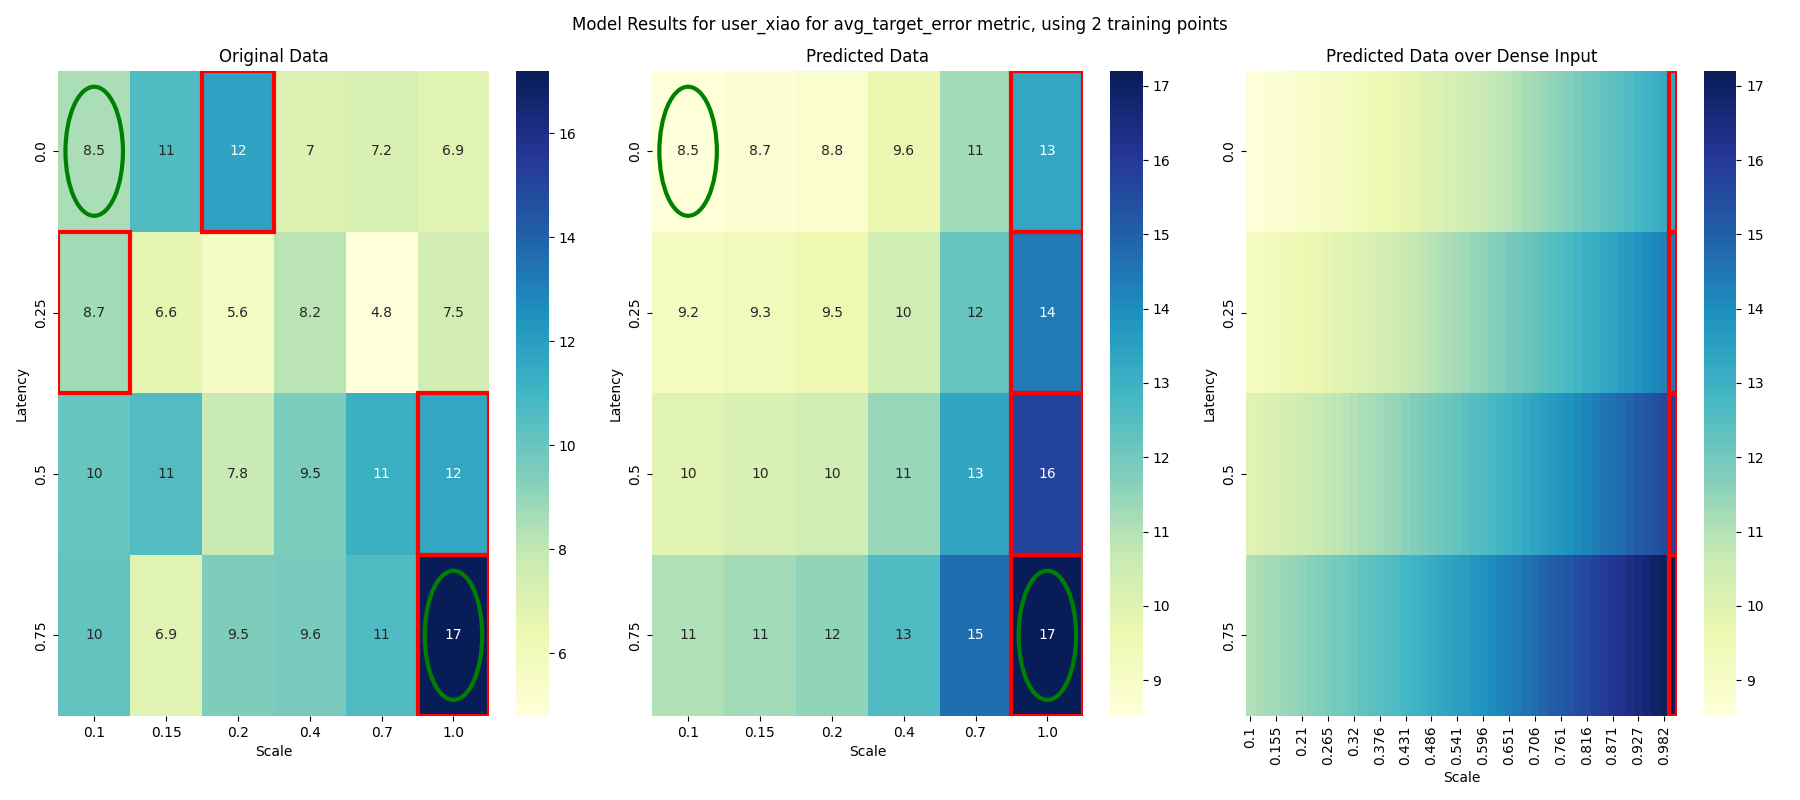 Model Results for user_xiao for avg_target_error metric, using 2 training points
Original Data
Latency
0.0 8.5 11 12 7 7.2 6.9
0.25 8.7 6.6 5.6 8.2 4.8 7.5
0.5 10 11 7.8 9.5 11 12
0.75 10 6.9 9.5 9.6 11 17
0.1 0.15 0.2 0.4 0.7 1.0
Scale
16
14
12
10
8
6
Predicted Data
Latency
0.0 8.5 8.7 8.8 9.6 11 13
0.25 9.2 9.3 9.5 10 12 14
0.5 10 10 10 11 13 16
0.75 11 11 12 13 15 17
0.1 0.15 0.2 0.4 0.7 1.0
Scale
17
16
15
14
13
12
11
10
9
Predicted Data over Dense Input
Latency
0.0
0.25
0.5
0.75
0.1 0.155 0.21 0.265 0.32 0.376 0.431 0.486 0.541 0.596 0.651 0.706 0.761 0.816 0.871 0.927 0.982
Scale
17
16
15
14
13
12
11
10
9